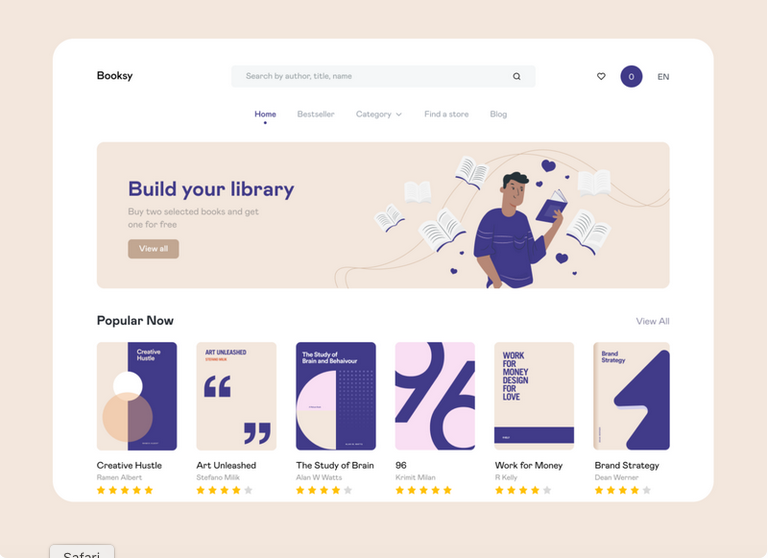 Booksy
Search by author, title, name
0
EN
Home
Bestseller
Category
Find a store
Blog
Build your library
Buy two selected books and get
one for free
View all
Popular Now
View All
Creative
Hustle
ART UNLEASHED
STEFANO MILIK
The Study of
Brain and Behaivour
96
WORK
FOR
MONEY
DESIGN
FOR
LOVE
Brand
Strategy
Creative Hustle
Art Unleashed
The Study of Brain
96
Work for Money
Brand Strategy
Ramen Albert
Stefano Milik
Alan W Watts
Krimit Milan
R Kelly
Dean Werner
Safari